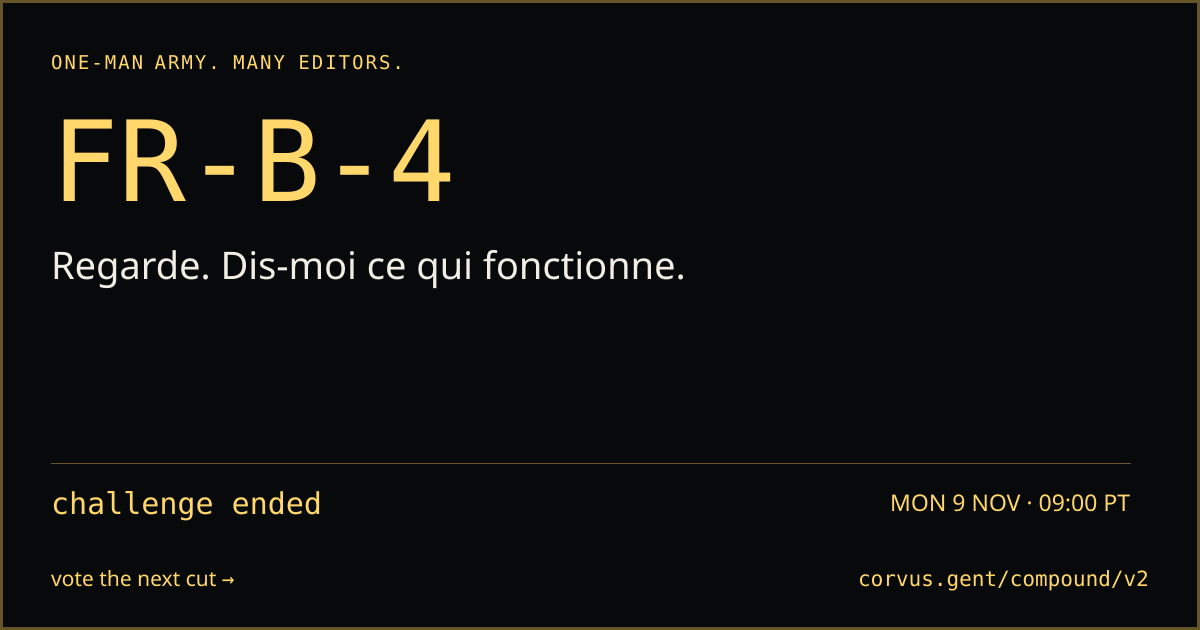 ONE-MAN ARMY. MANY EDITORS.
FR-B-4
Regarde. Dis-moi ce qui fonctionne.
challenge ended
MON 9 NOV · 09:00 PT
vote the next cut →
corvus.gent/compound/v2